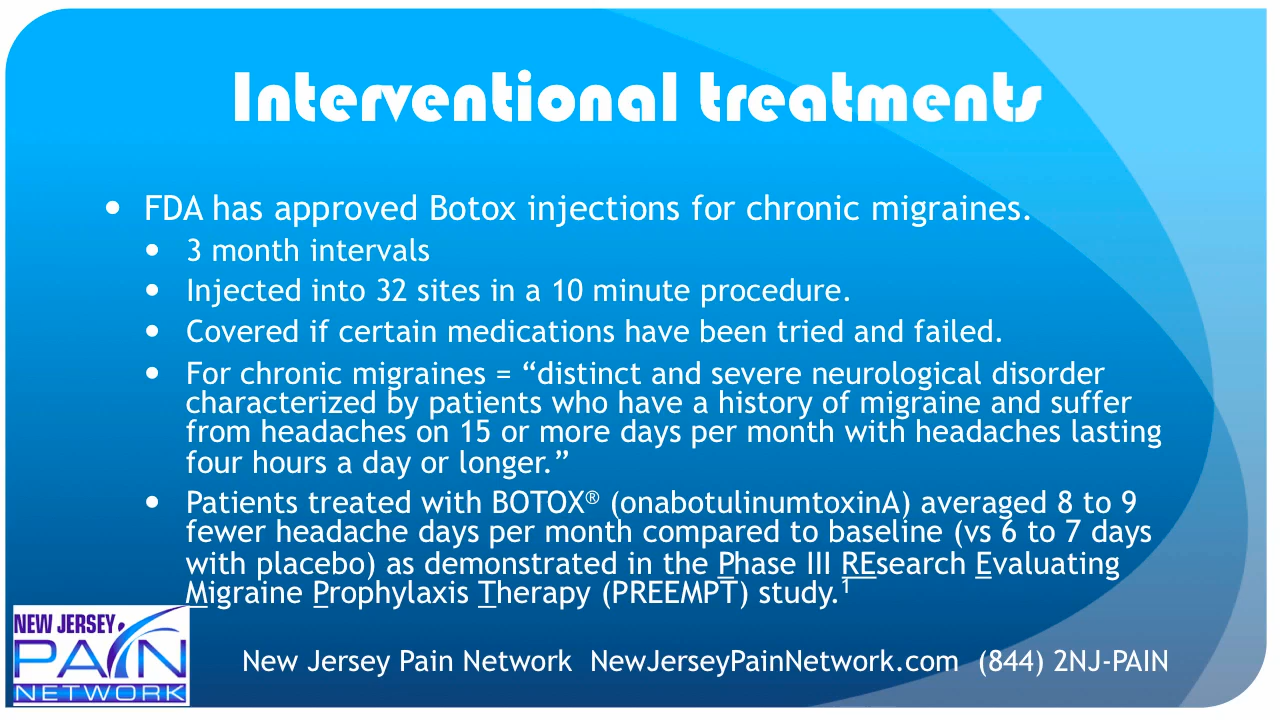 Interventional treatments
• FDA has approved Botox injections for chronic migraines.
• 3 month intervals
• Injected into 32 sites in a 10 minute procedure.
• Covered if certain medications have been tried and failed.
• For chronic migraines = “distinct and severe neurological disorder
characterized by patients who have a history of migraine and suffer
from headaches on 15 or more days per month with headaches lasting
four hours a day or longer.”
• Patients treated with BOTOX® (onabotulinumtoxinA) averaged 8 to 9
fewer headache days per month compared to baseline (vs 6 to 7 days
with placebo) as demonstrated in the Phase III REsearch Evaluating
Migraine Prophylaxis Therapy (PREEMPT) study.¹
NEW JERSEY
PAIN
NETWORK
New Jersey Pain Network NewJerseyPainNetwork.com (844) 2NJ-PAIN